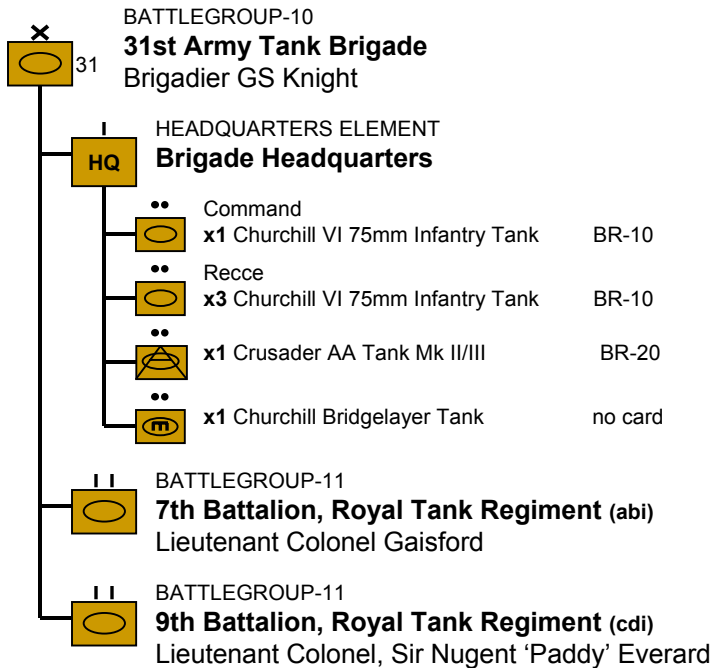 BATTLEGROUP-10
31st Army Tank Brigade
31
Brigadier GS Knight
HEADQUARTERS ELEMENT
HQ Brigade Headquarters
Command
x1 Churchill VI 75mm Infantry Tank BR-10
Recce
x3 Churchill VI 75mm Infantry Tank BR-10
x1 Crusader AA Tank Mk II/III BR-20
x1 Churchill Bridgelayer Tank no card
BATTLEGROUP-11
7th Battalion, Royal Tank Regiment (abi)
Lieutenant Colonel Gaisford
BATTLEGROUP-11
9th Battalion, Royal Tank Regiment (cdi)
Lieutenant Colonel, Sir Nugent ‘Paddy’ Everard